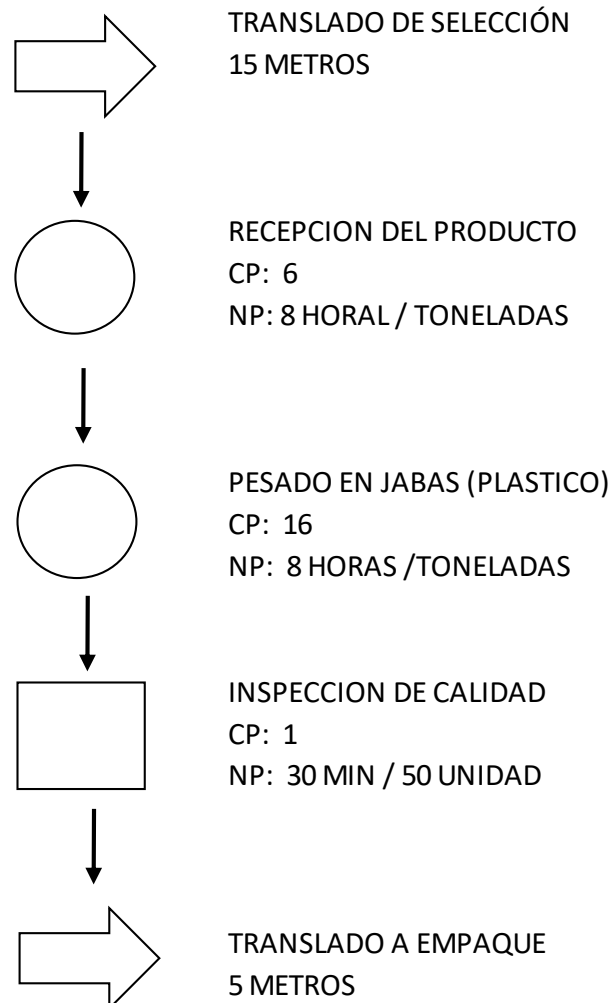 TRANSLADO DE SELECCIÓN
15 METROS
RECEPCION DEL PRODUCTO
CP: 6
NP: 8 HORAL / TONELADAS
PESADO EN JABAS (PLASTICO)
CP: 16
NP: 8 HORAS /TONELADAS
INSPECCION DE CALIDAD
CP: 1
NP: 30 MIN / 50 UNIDAD
TRANSLADO A EMPAQUE
5 METROS